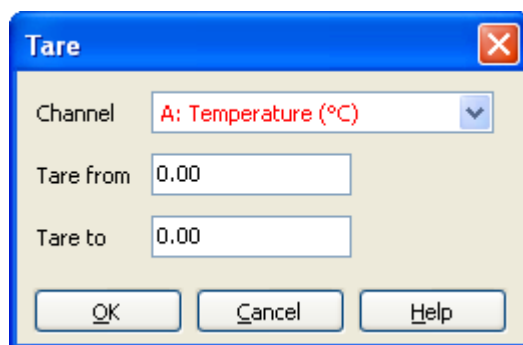 Tare
Channel A: Temperature (°C)
Tare from 0.00
Tare to 0.00
OK Cancel Help